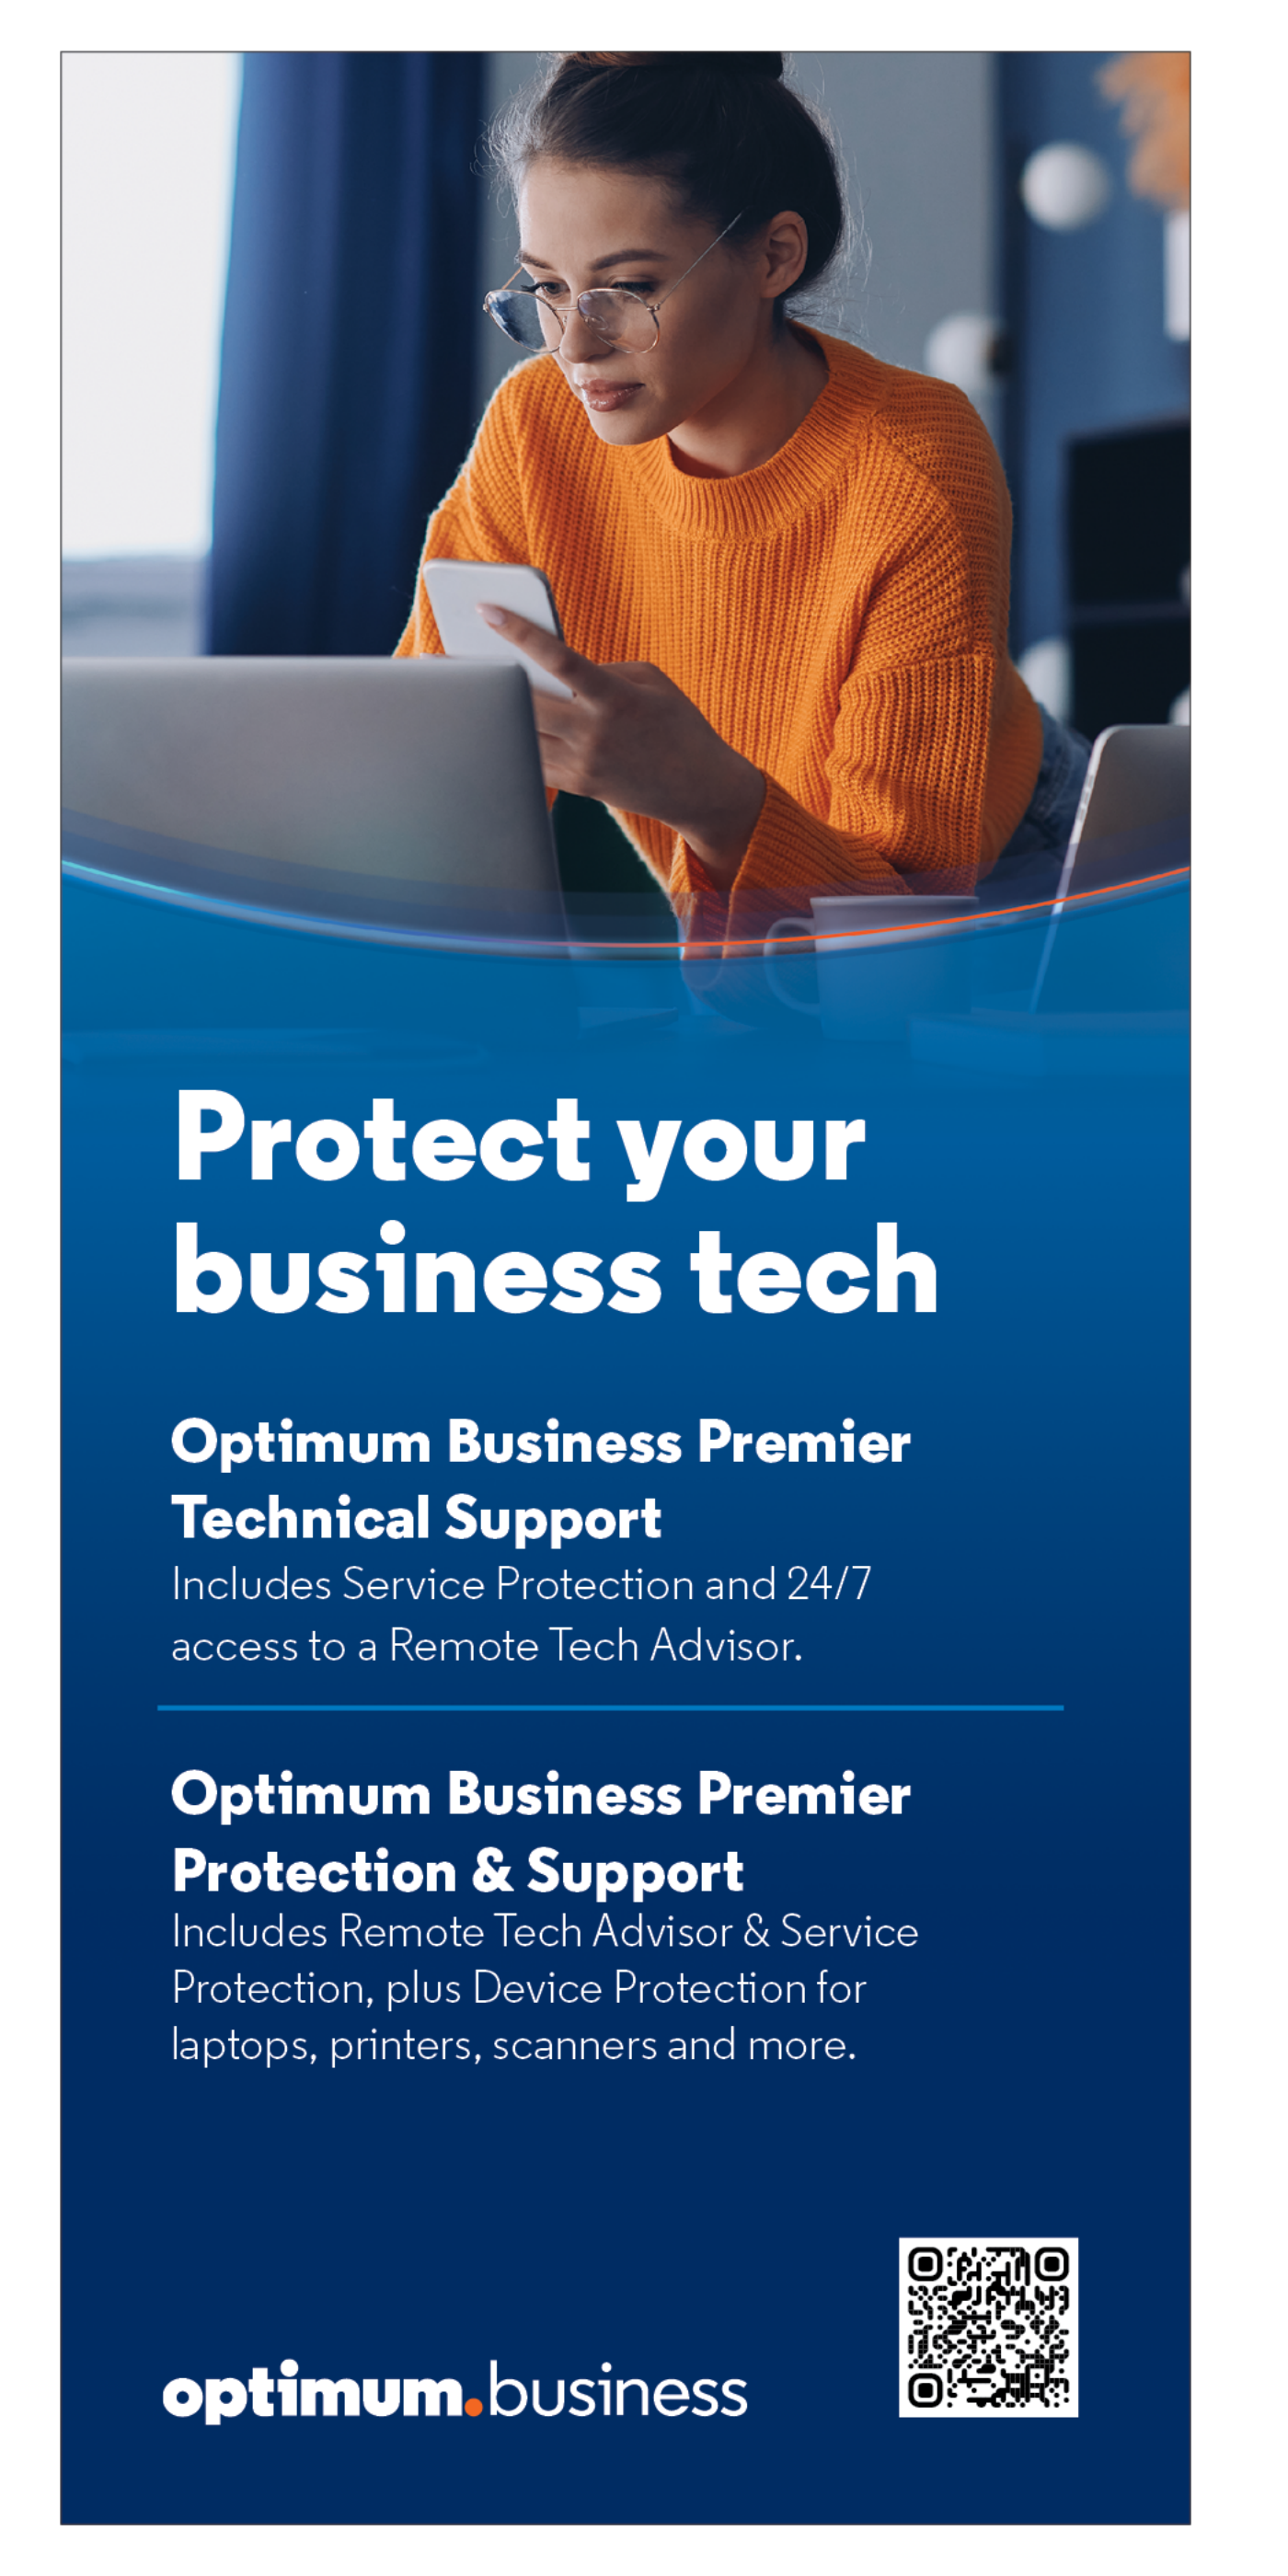 Protect your
business tech
Optimum Business Premier
Technical Support
Includes Service Protection and 24/7
access to a Remote Tech Advisor.
Optimum Business Premier
Protection & Support
Includes Remote Tech Advisor & Service
Protection, plus Device Protection for
laptops, printers, scanners and more.
optimum.business